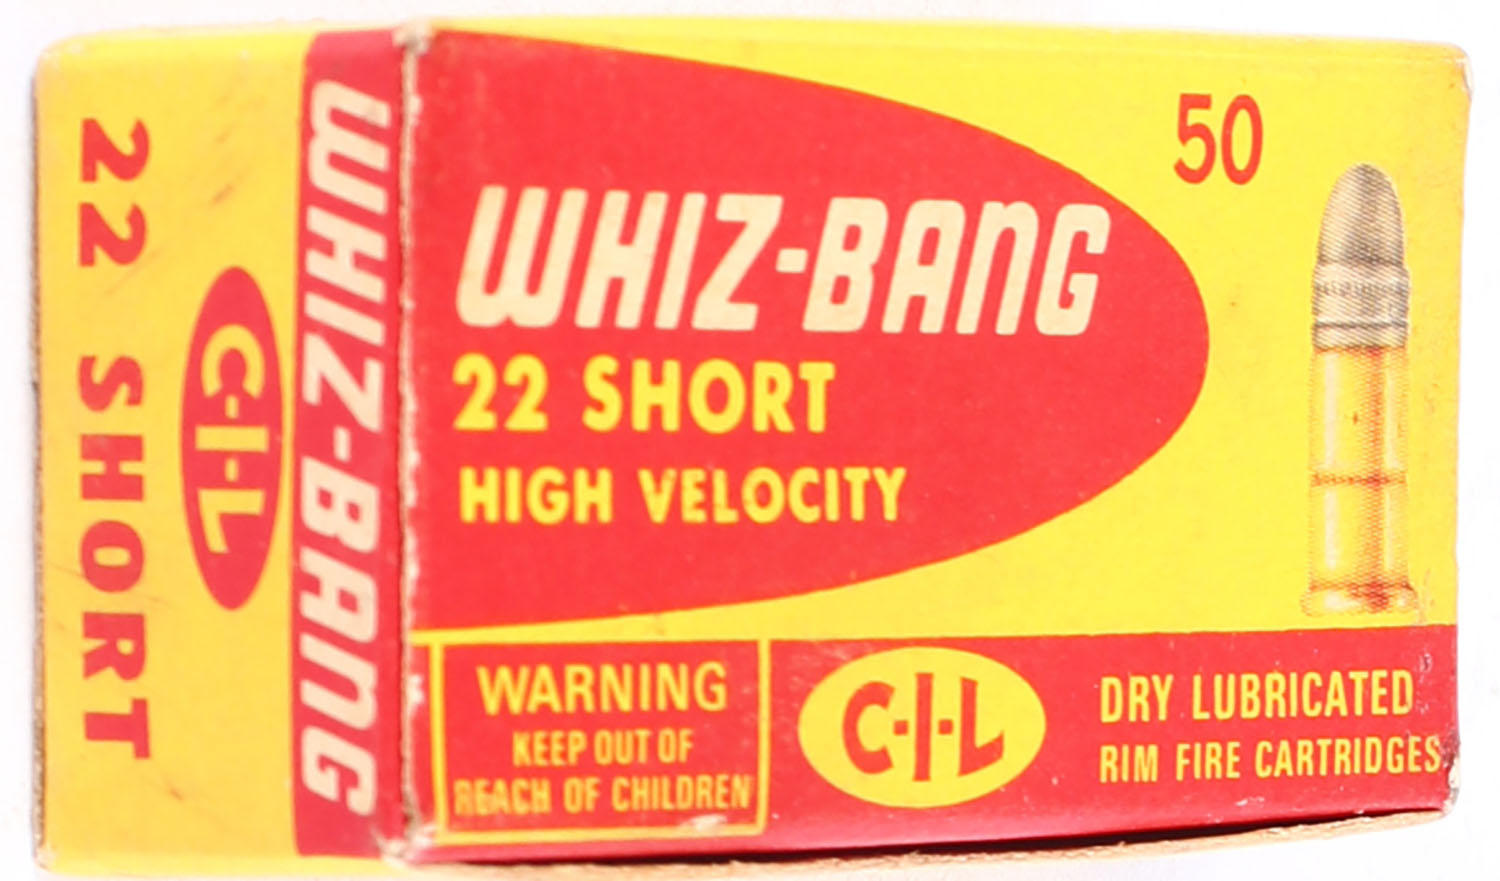 22 SHORT
C-I-L
WHIZ-BANG
50
WHIZ-BANG
22 SHORT
HIGH VELOCITY
WARNING
KEEP OUT OF
REACH OF CHILDREN
C-I-L
DRY LUBRICATED
RIM FIRE CARTRIDGES